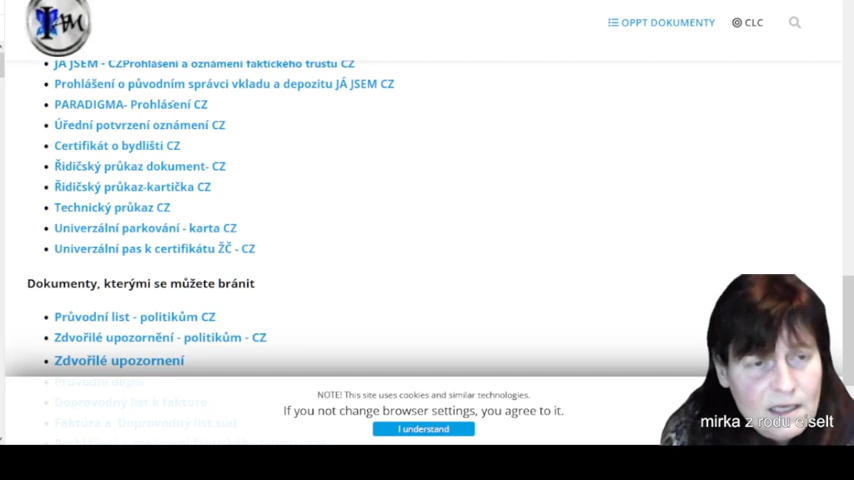 IAM
OPPT DOKUMENTY
CLC
JÁ JSEM - CZProhlášení a oznámení faktického trustu CZ
Prohlášení o původním správci vkladu a depozitu JÁ JSEM CZ
PARADIGMA- Prohlášení CZ
Úřední potvrzení oznámení CZ
Certifikát o bydlišti CZ
Řidičský průkaz dokument- CZ
Řidičský průkaz-kartička CZ
Technický průkaz CZ
Univerzální parkování - karta CZ
Univerzální pas k certifikátu ŽČ - CZ
Dokumenty, kterými se můžete bránit
Průvodní list - politikům CZ
Zdvořilé upozornění - politikům - CZ
Zdvořilé upozornení
Průvodní dopis
NOTE! This site uses cookies and similar technologies.
Doprovodný list k faktuře
If you not change browser settings, you agree to it.
Faktúra a Doprovodný list súd
I understand
mirka z rodu eiselt